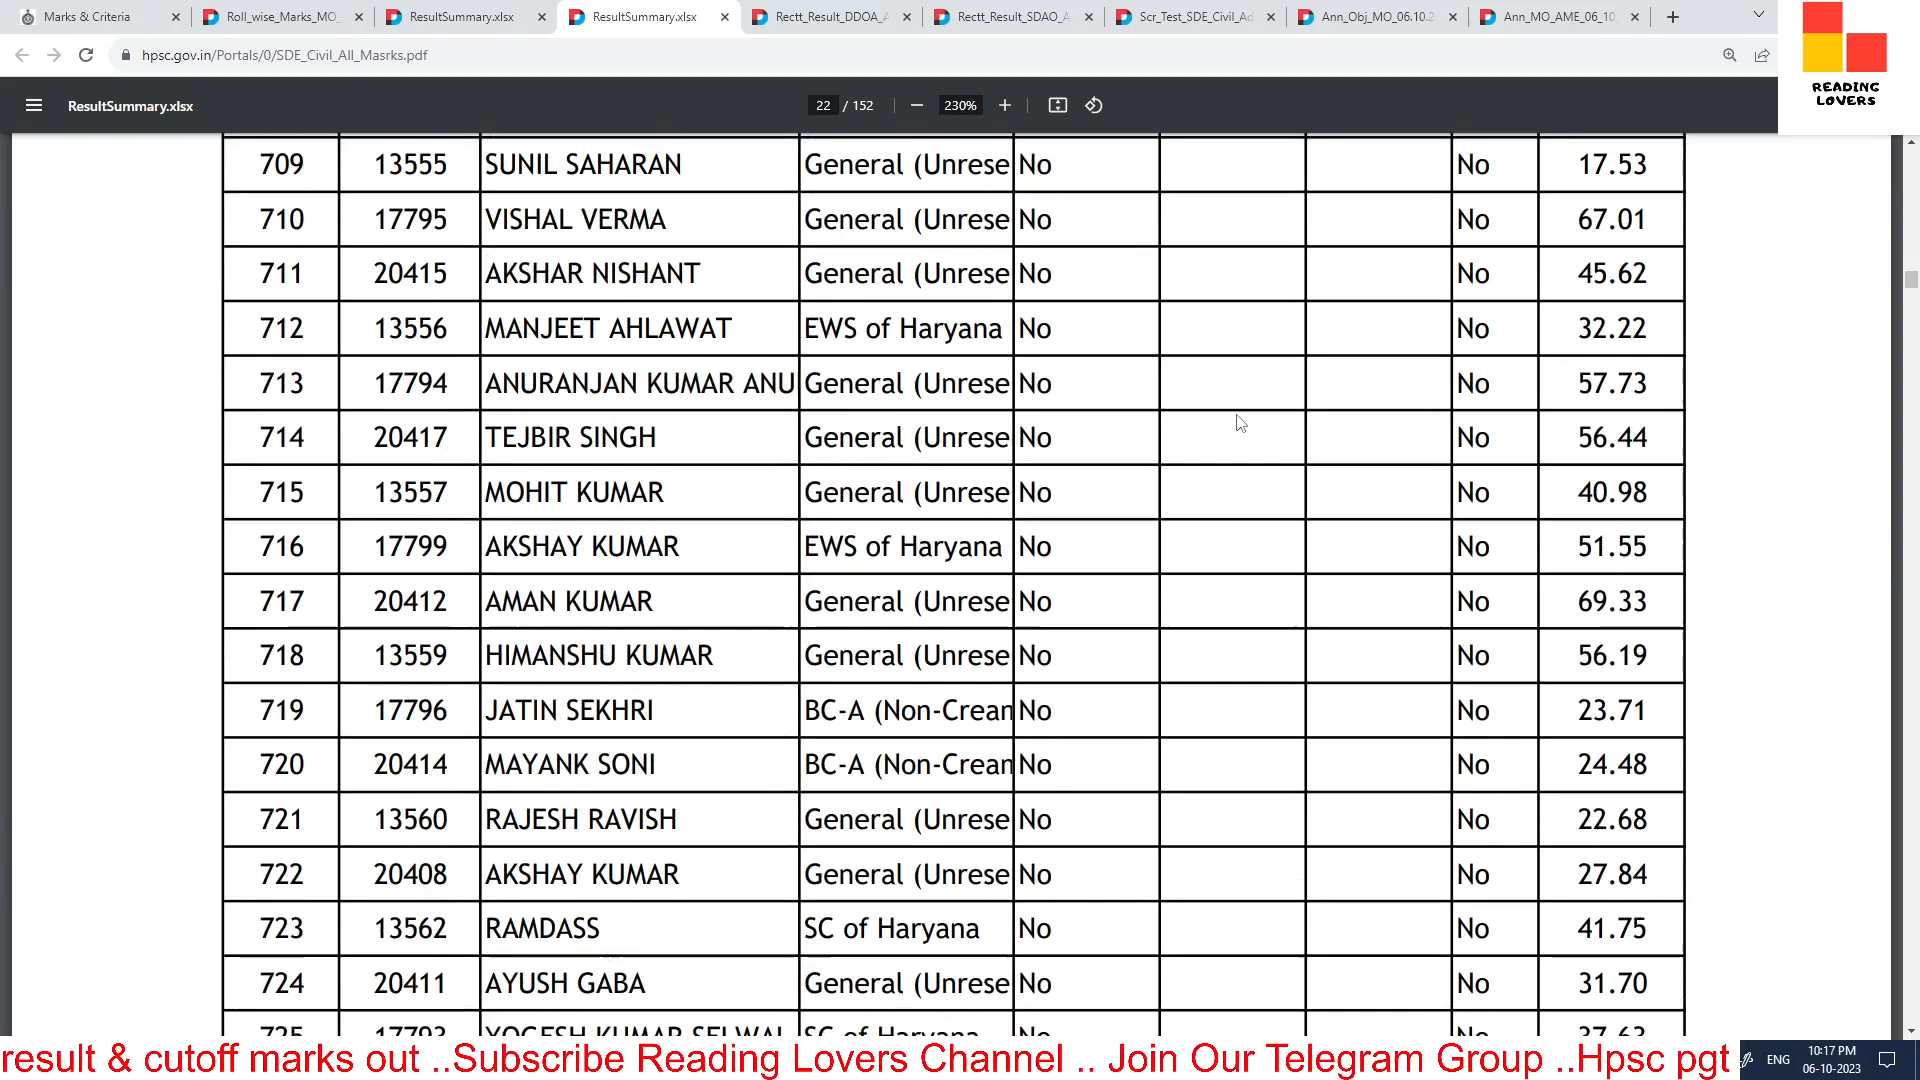 Marks & Criteria
Roll_wise_Marks_MO_
ResultSummary.xlsx
ResultSummary.xlsx
Rectt_Result_DDOA_A
Rectt_Result_SDAO_A
Scr_Test_SDE_Civil_Ad
Ann_Obj_MO_06.10.2
Ann_MO_AME_06_10_
hpsc.gov.in/Portals/0/SDE_Civil_All_Masrks.pdf
READING
LOVERS
ResultSummary.xlsx
22 / 152
230%
709 13555 SUNIL SAHARAN General (Unrese No No 17.53
710 17795 VISHAL VERMA General (Unrese No No 67.01
711 20415 AKSHAR NISHANT General (Unrese No No 45.62
712 13556 MANJEET AHLAWAT EWS of Haryana No No 32.22
713 17794 ANURANJAN KUMAR ANU General (Unrese No No 57.73
714 20417 TEJBIR SINGH General (Unrese No No 56.44
715 13557 MOHIT KUMAR General (Unrese No No 40.98
716 17799 AKSHAY KUMAR EWS of Haryana No No 51.55
717 20412 AMAN KUMAR General (Unrese No No 69.33
718 13559 HIMANSHU KUMAR General (Unrese No No 56.19
719 17796 JATIN SEKHRI BC-A (Non-Crean No No 23.71
720 20414 MAYANK SONI BC-A (Non-Crean No No 24.48
721 13560 RAJESH RAVISH General (Unrese No No 22.68
722 20408 AKSHAY KUMAR General (Unrese No No 27.84
723 13562 RAMDASS SC of Haryana No No 41.75
724 20411 AYUSH GABA General (Unrese No No 31.70
725 17793 YOGESH KUMAR SELWAL SC of Haryana No No 37.63
result & cutoff marks out ..Subscribe Reading Lovers Channel .. Join Our Telegram Group ..Hpsc pgt
ENG
10:17 PM
06-10-2023